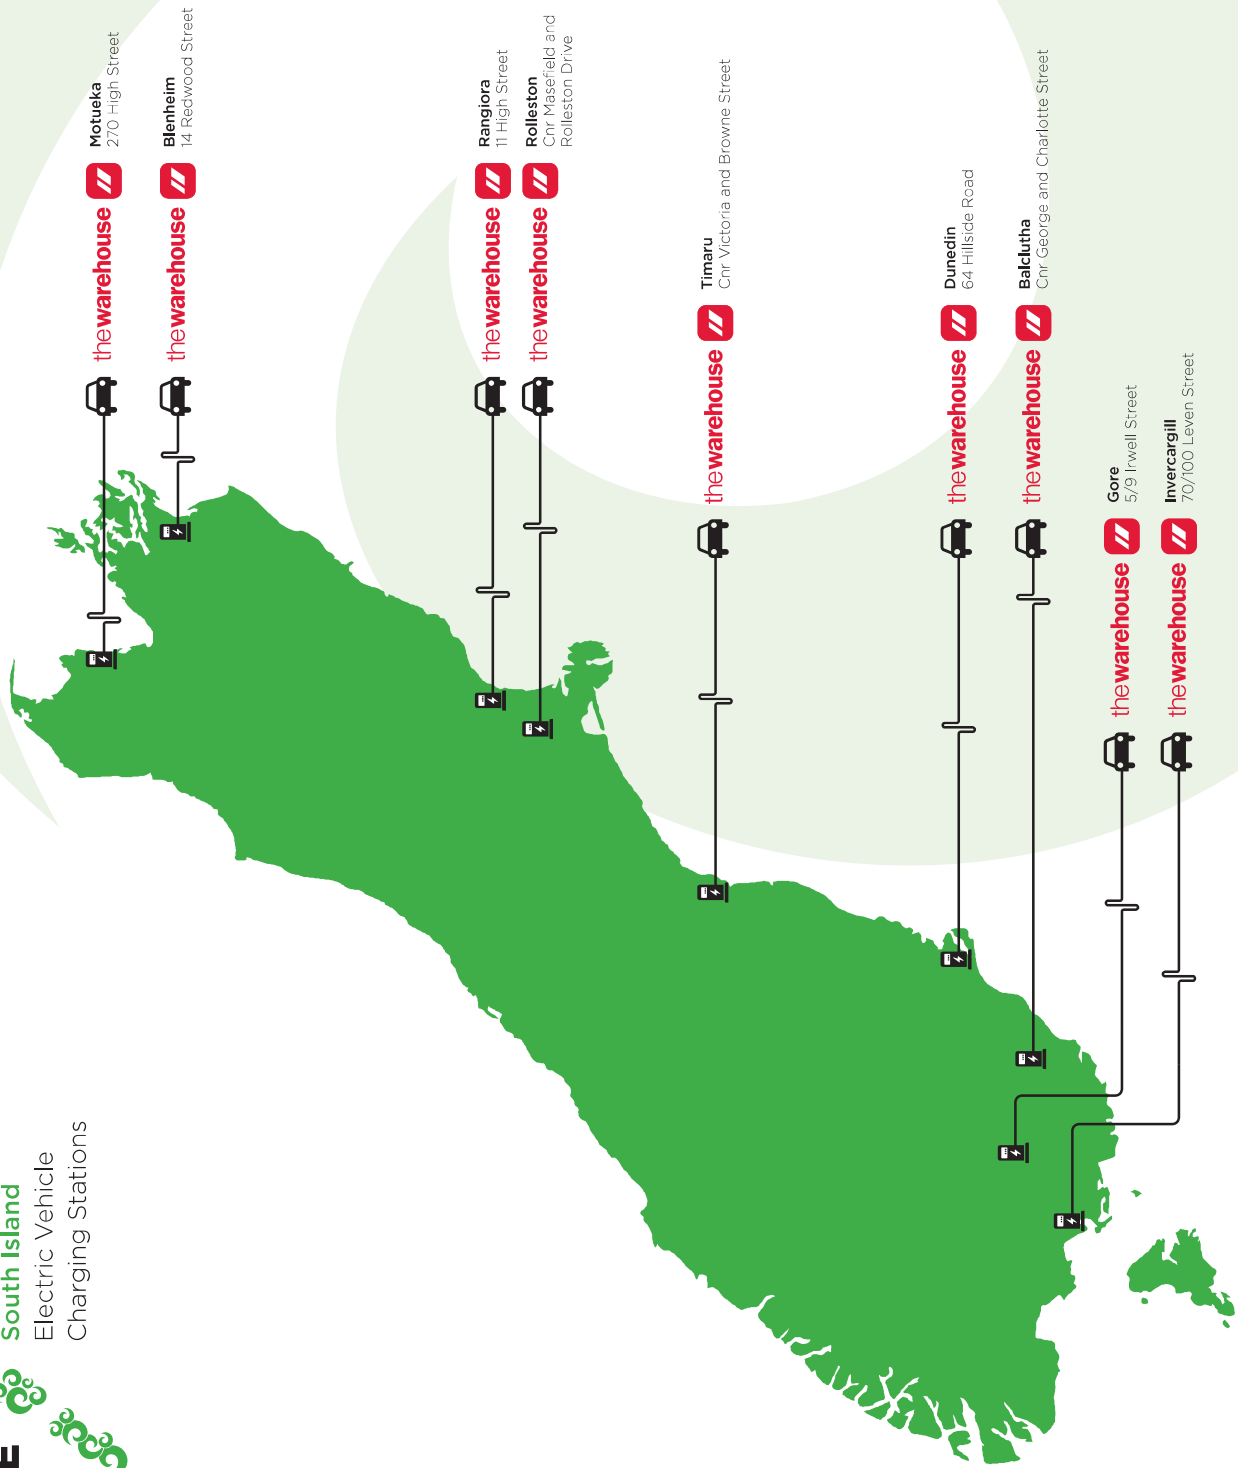 South Island
Electric Vehicle
Charging Stations
thewarehouse
Motueka
270 High Street
thewarehouse
Blenheim
14 Redwood Street
thewarehouse
Rangiora
11 High Street
thewarehouse
Rolleston
Cnr Masefield and
Rolleston Drive
thewarehouse
Timaru
Cnr Victoria and Browne Street
thewarehouse
Dunedin
64 Hillside Road
thewarehouse
Balclutha
Cnr George and Charlotte Street
thewarehouse
Gore
5/9 Irwell Street
thewarehouse
Invercargill
70/100 Leven Street